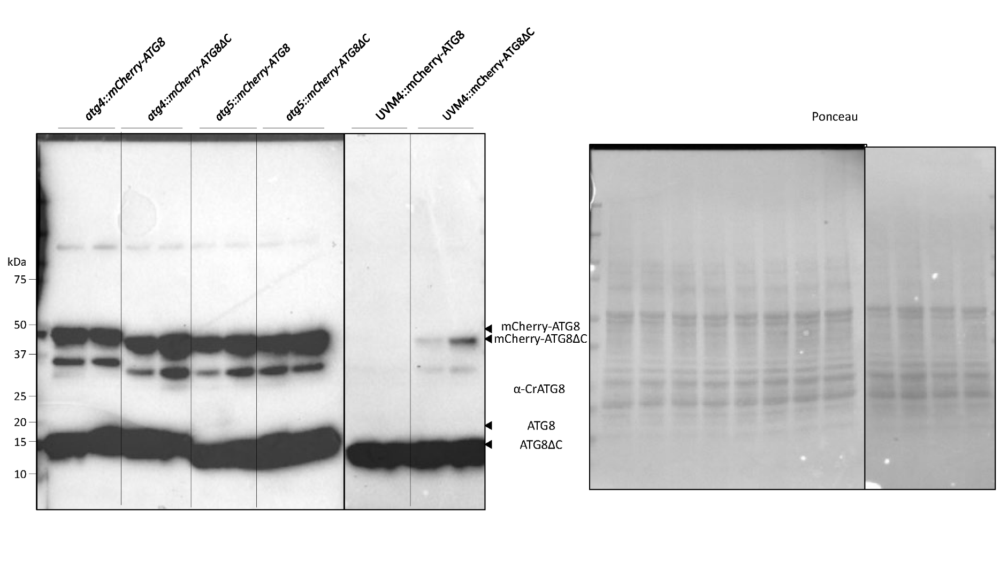 atg4::mCherry-ATG8
atg4::mCherry-ATG8ΔC
atg5::mCherry-ATG8
atg5::mCherry-ATG8ΔC
UVM4::mCherry-ATG8
UVM4::mCherry-ATG8ΔC
Ponceau
kDa
75
50
37
25
20
15
10
mCherry-ATG8
mCherry-ATG8ΔC
α-CrATG8
ATG8
ATG8ΔC